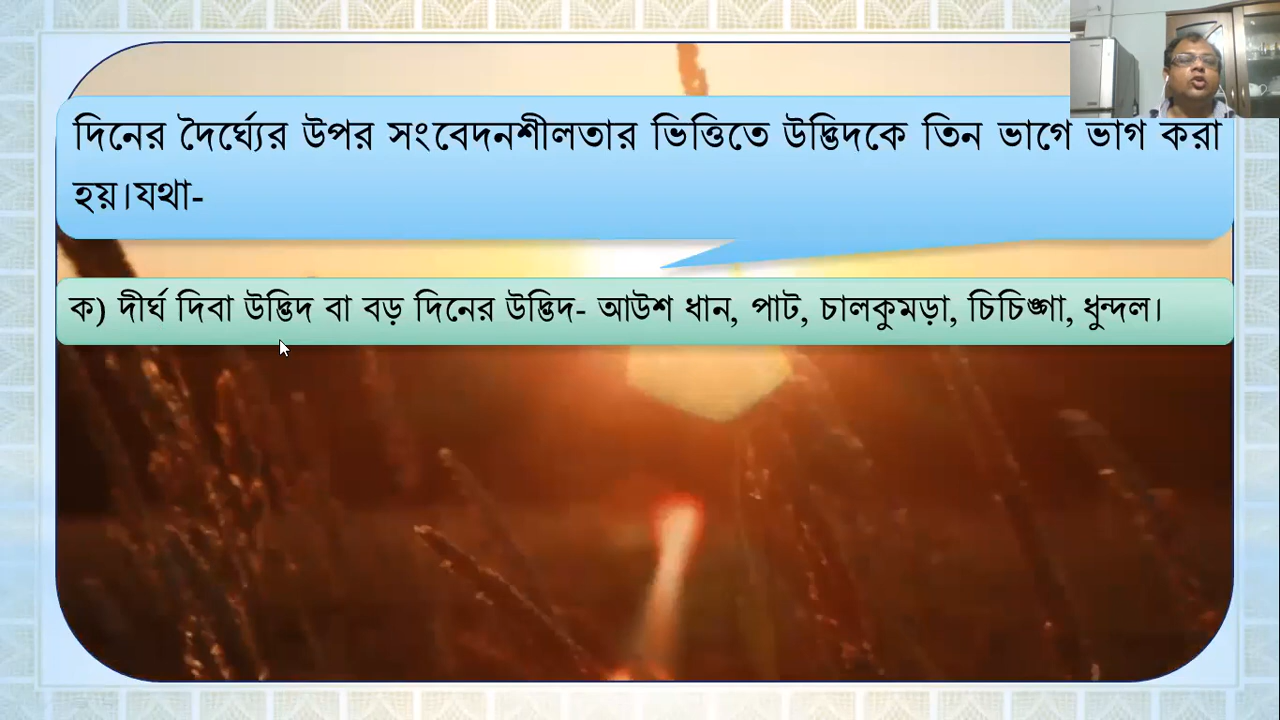 দিনের দৈর্ঘ্যের উপর সংবেদনশীলতার ভিত্তিতে উদ্ভিদকে তিন ভাগে ভাগ করা
হয়।যথা-
ক) দীর্ঘ দিবা উদ্ভিদ বা বড় দিনের উদ্ভিদ- আউশ ধান, পাট, চালকুমড়া, চিচিঙ্গা, ধুন্দল।